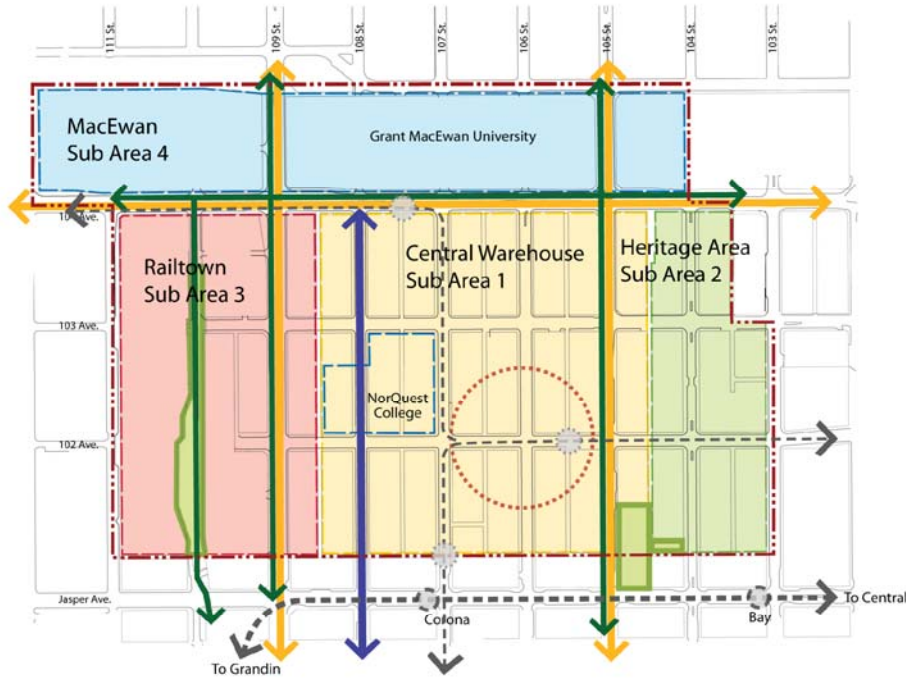 111 St.
109 St.
108 St.
107 St.
106 St.
105 St.
104 St.
103 St.
MacEwan
Sub Area 4
Grant MacEwan University
Ave.
Railtown
Sub Area 3
Central Warehouse
Sub Area 1
Heritage Area
Sub Area 2
103 Ave.
NorQuest
College
102 Ave.
Jasper Ave.
Corona
Bay
To Central
To Grandin